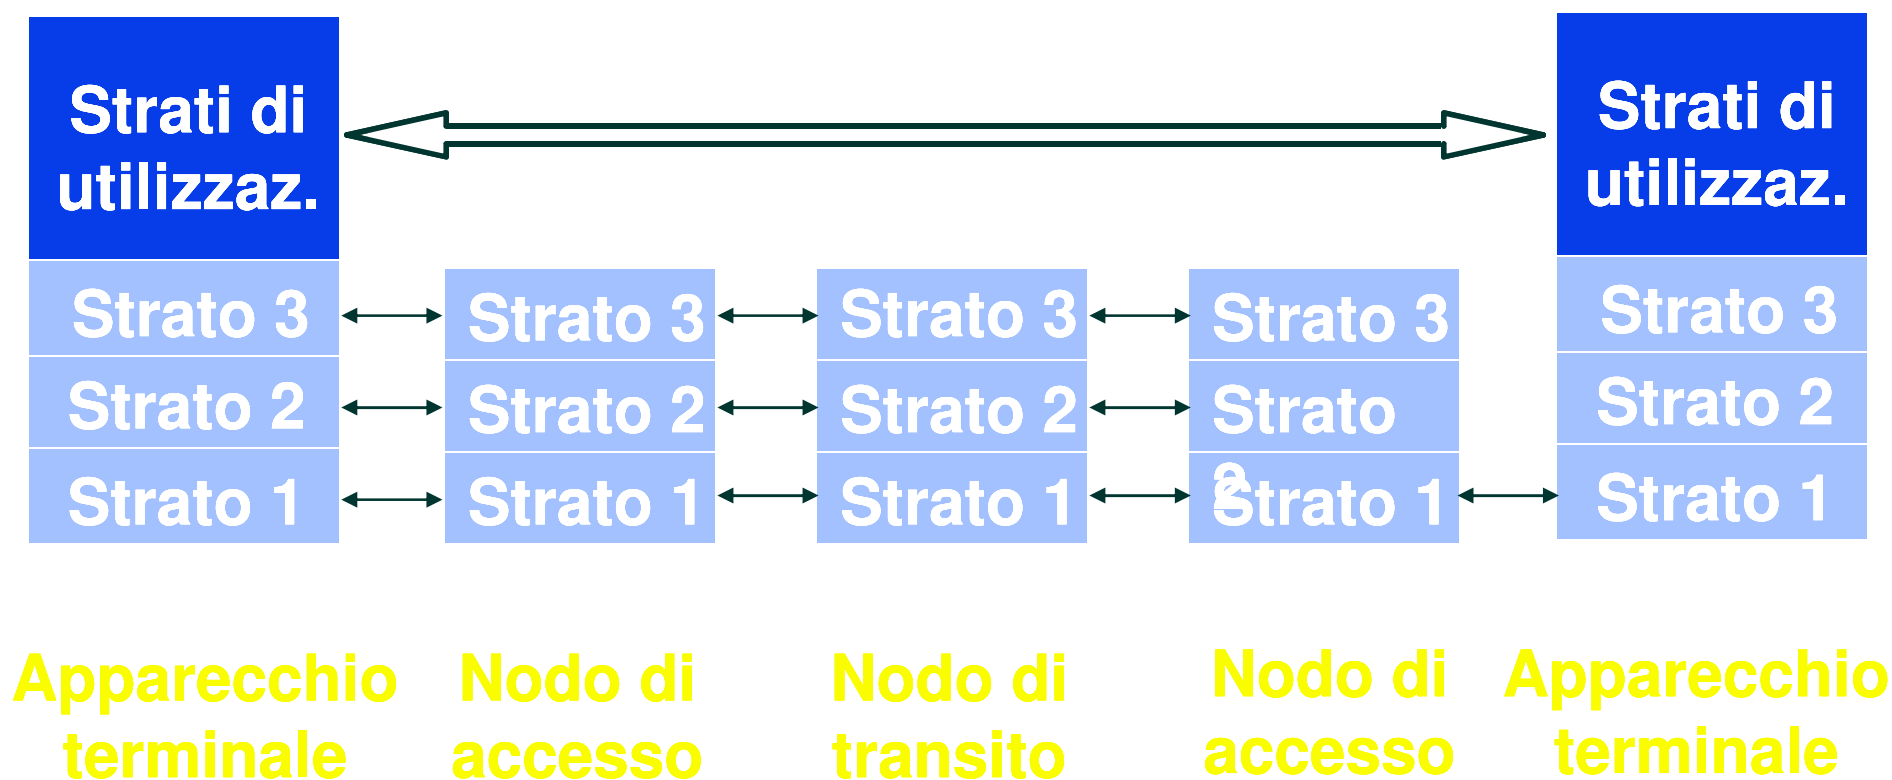 Strati di
utilizzaz.
Strati di
utilizzaz.
Strato 3
Strato 3
Strato 3
Strato 3
Strato 3
Strato 2
Strato 2
Strato 2
Strato
2
Strato 2
Strato 1
Strato 1
Strato 1
Strato 1
Strato 1
Apparecchio
terminale
Nodo di
accesso
Nodo di
transito
Nodo di
accesso
Apparecchio
terminale